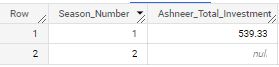 Row Season_Number Ashneer_Total_Investment
1 1 539.33
2 2 null